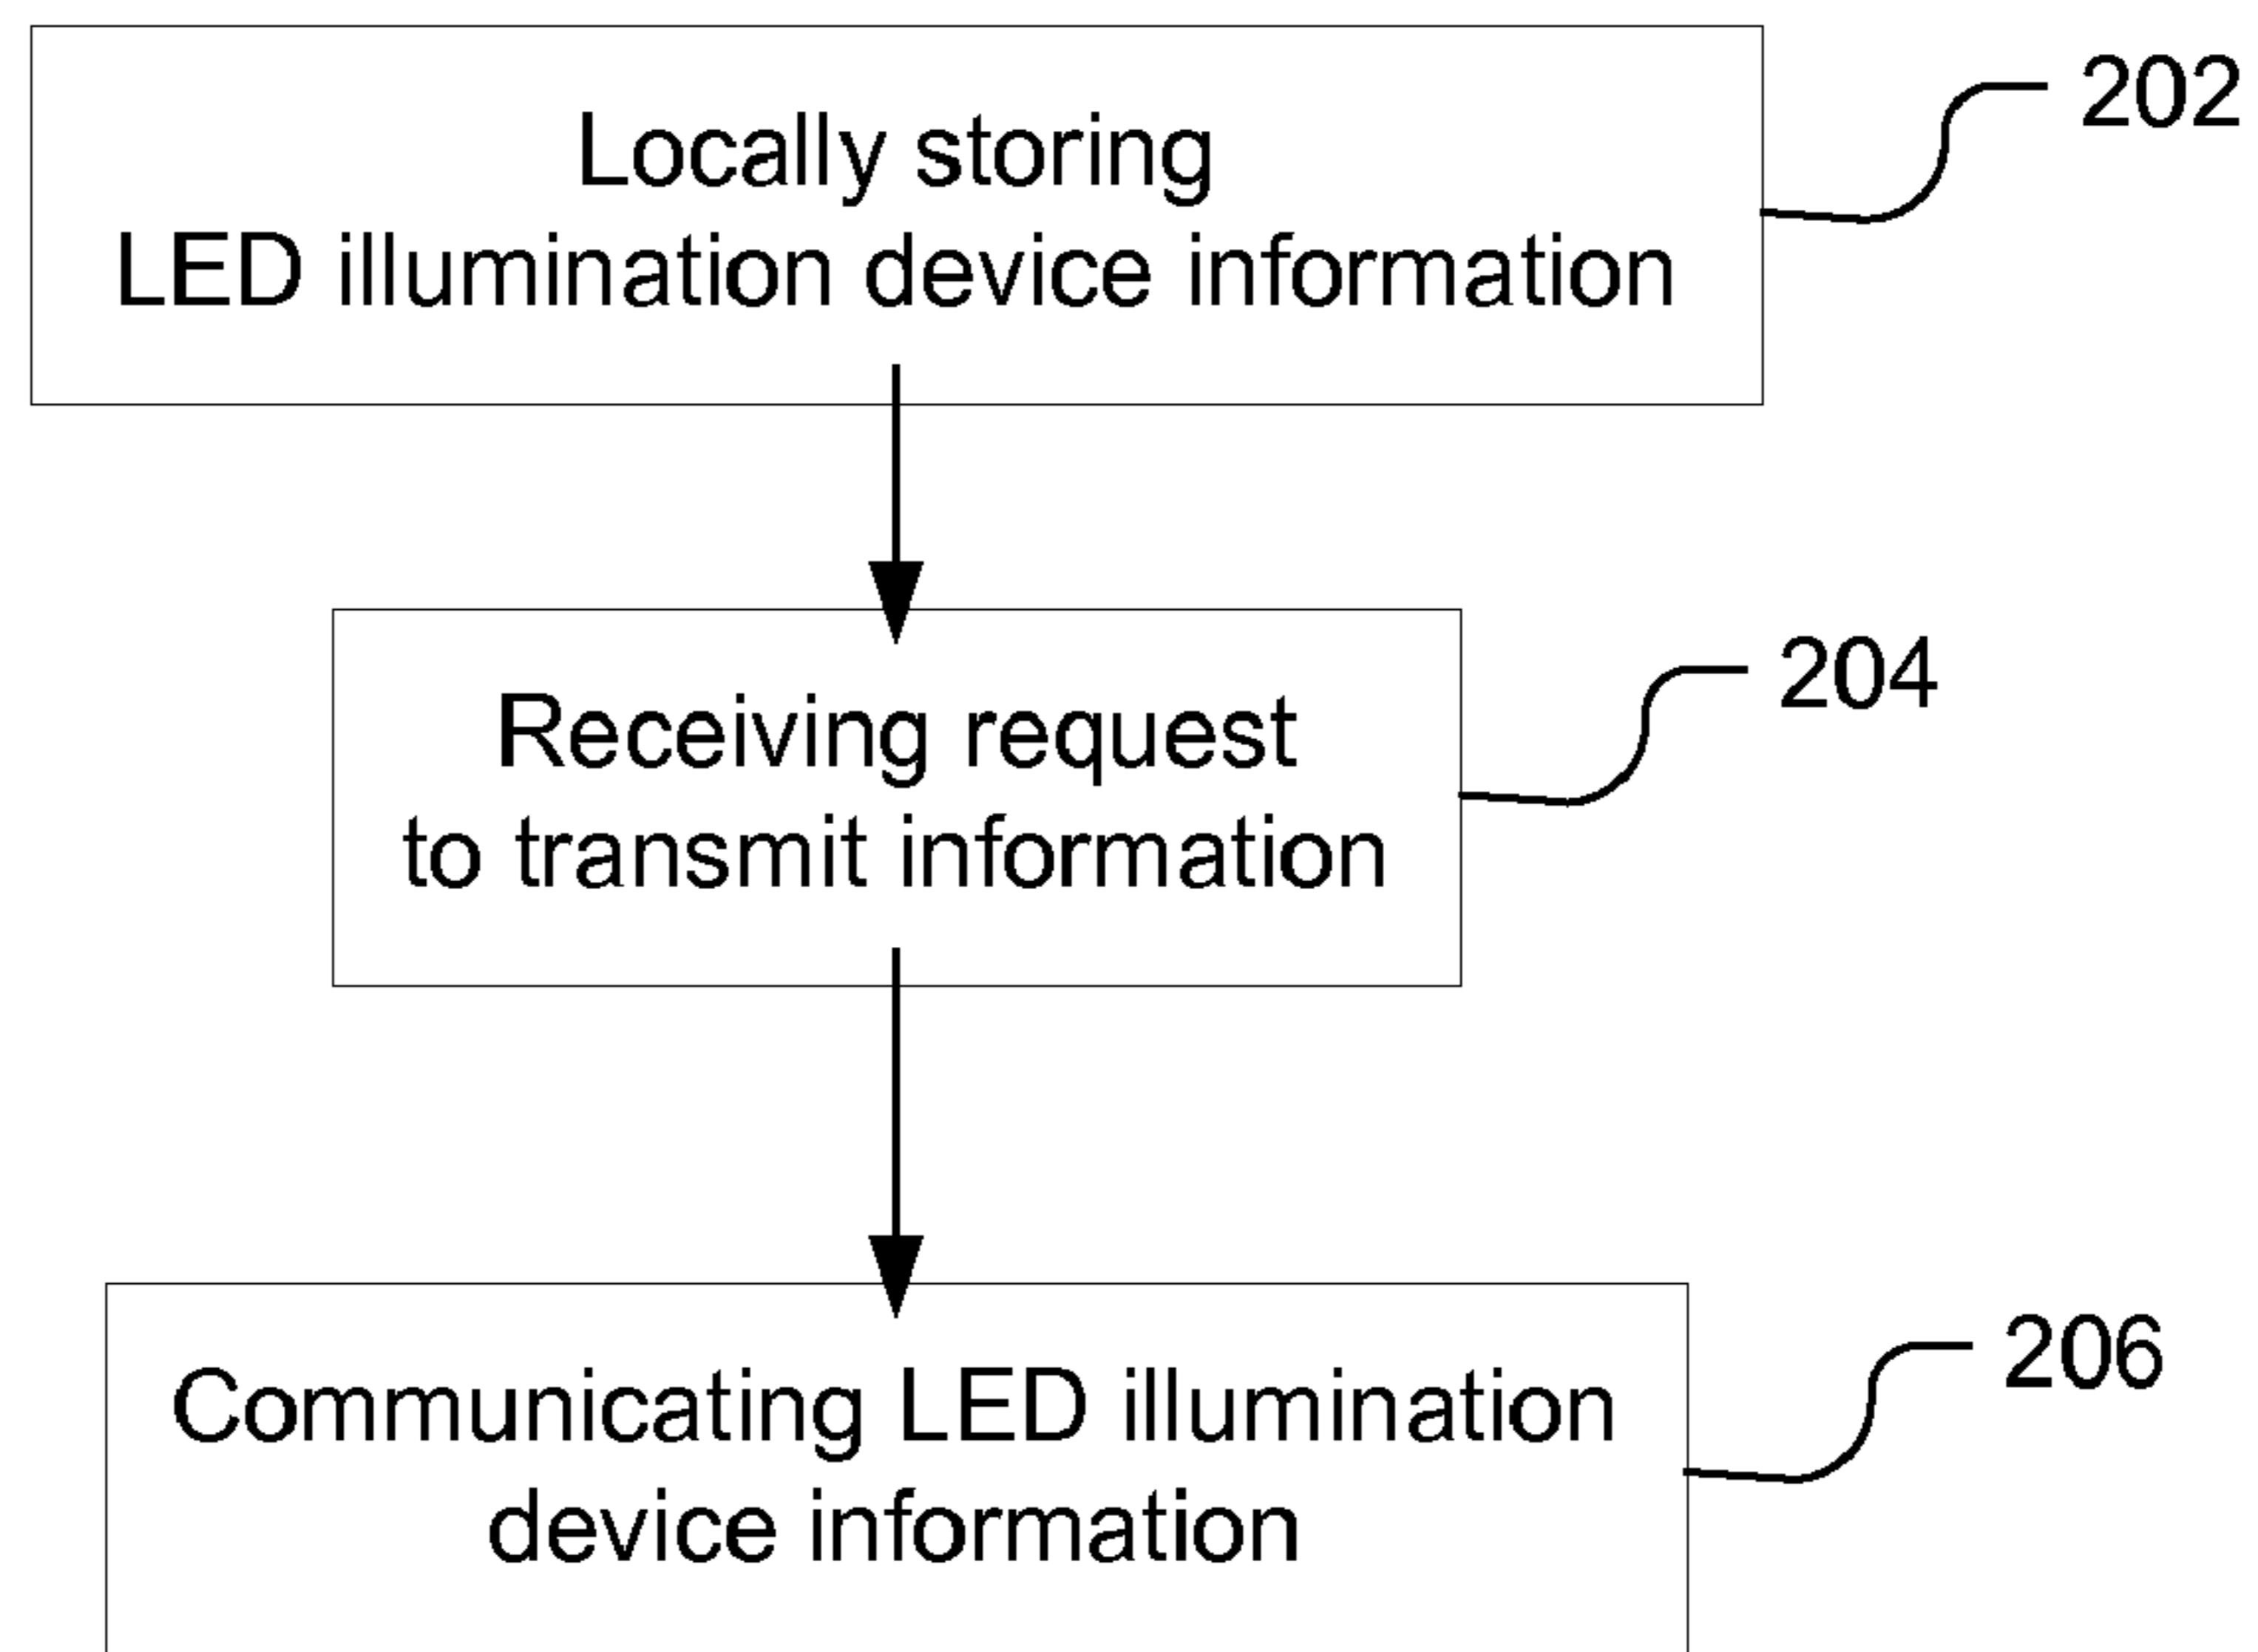 Locally storing
LED illumination device information
202
Receiving request
to transmit information
204
Communicating LED illumination
device information
206